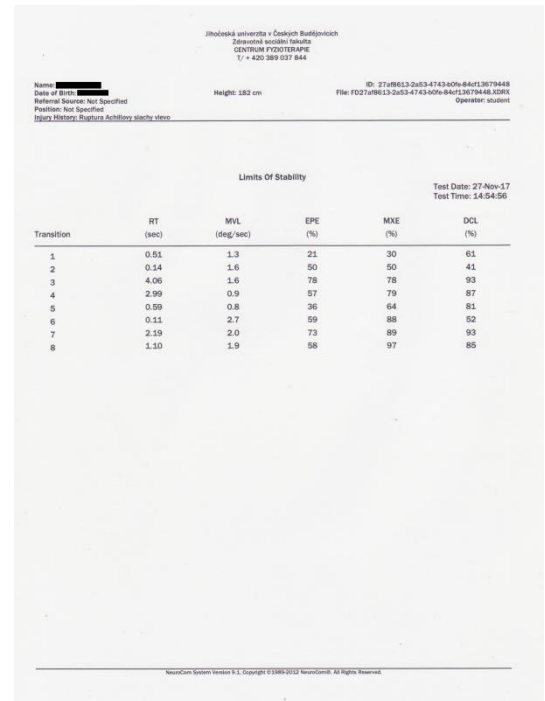 Jihočeská univerzita v Českých Budějovicích
Zdravotně sociální fakulta
CENTRUM FYZIOTERAPIE
T/ + 420 389 037 844
Name:
Date of Birth:
Referral Source: Not Specified
Position: Not Specified
Injury History: Ruptura Achillovy slachy vlevo
Height: 182 cm
ID: 27af8613-2a53-4743-b0fe-84cf13679448
File: FD27af8613-2a53-4743-b0fe-84cf13679448.XDRX
Operator: student
Limits Of Stability
Test Date: 27-Nov-17
Test Time: 14:54:56
RT MVL EPE MXE DCL
Transition (sec) (deg/sec) (%) (%) (%)
1 0.51 1.3 21 30 61
2 0.14 1.6 50 50 41
3 4.06 1.6 78 78 93
4 2.99 0.9 57 79 87
5 0.59 0.8 36 64 81
6 0.11 2.7 59 88 52
7 2.19 2.0 73 89 93
8 1.10 1.9 58 97 85
NeuroCom System Version 9.1, Copyright ©1989-2012 NeuroCom®. All Rights Reserved.